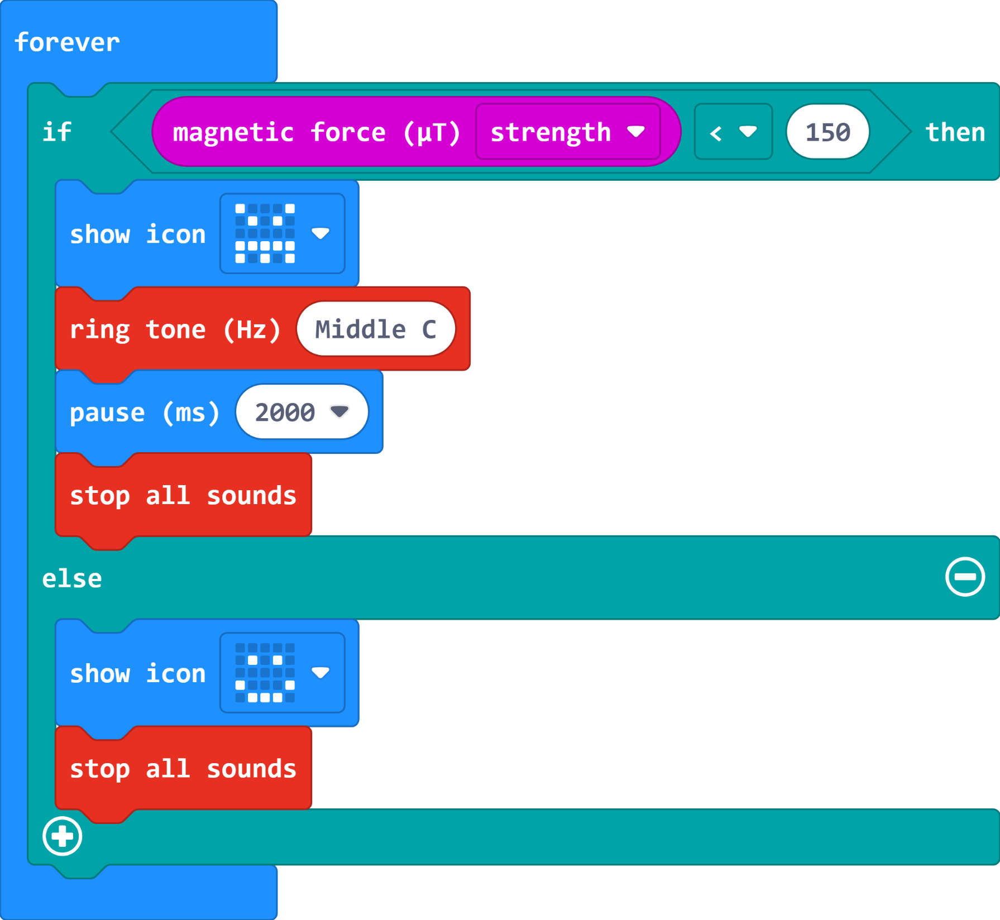 forever
if magnetic force (µT) strength < 150 then
show icon
ring tone (Hz) Middle C
pause (ms) 2000
stop all sounds
else
show icon
stop all sounds